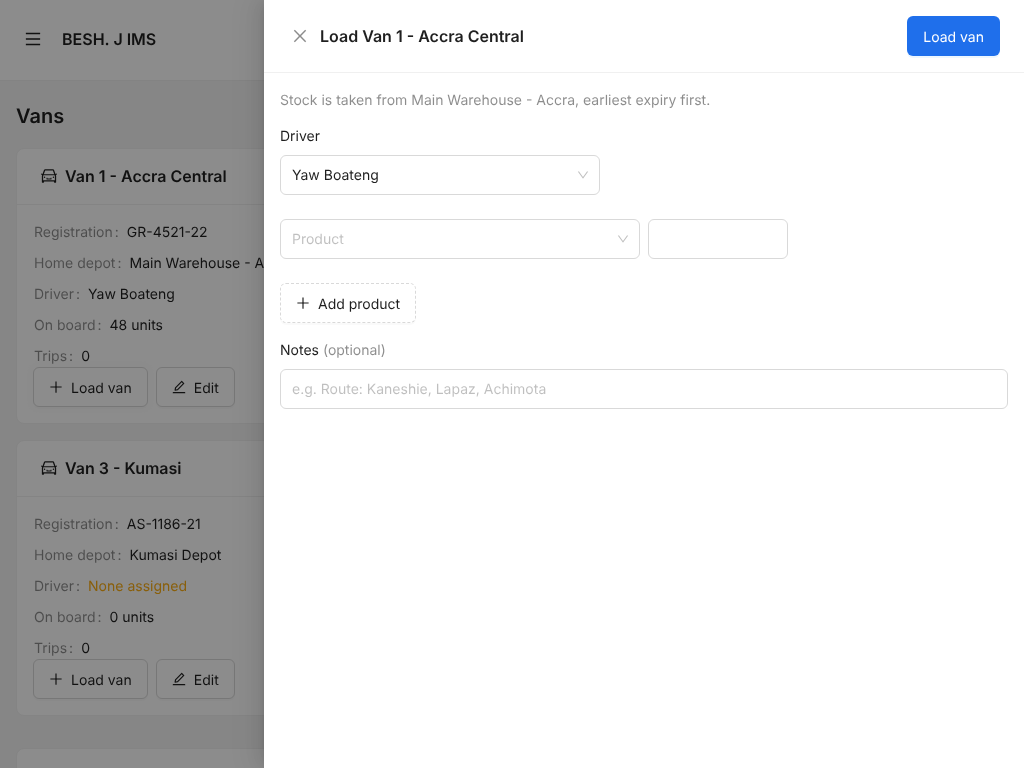 BESH. J IMS
Vans
Van 1 - Accra Central
Registration: GR-4521-22
Home depot: Main Warehouse - A
Driver: Yaw Boateng
On board: 48 units
Trips: 0
Load van Edit
Van 3 - Kumasi
Registration: AS-1186-21
Home depot: Kumasi Depot
Driver: None assigned
On board: 0 units
Trips: 0
Load van Edit
Load Van 1 - Accra Central
Load van
Stock is taken from Main Warehouse - Accra, earliest expiry first.
Driver
Yaw Boateng
Product
Add product
Notes (optional)
e.g. Route: Kaneshie, Lapaz, Achimota